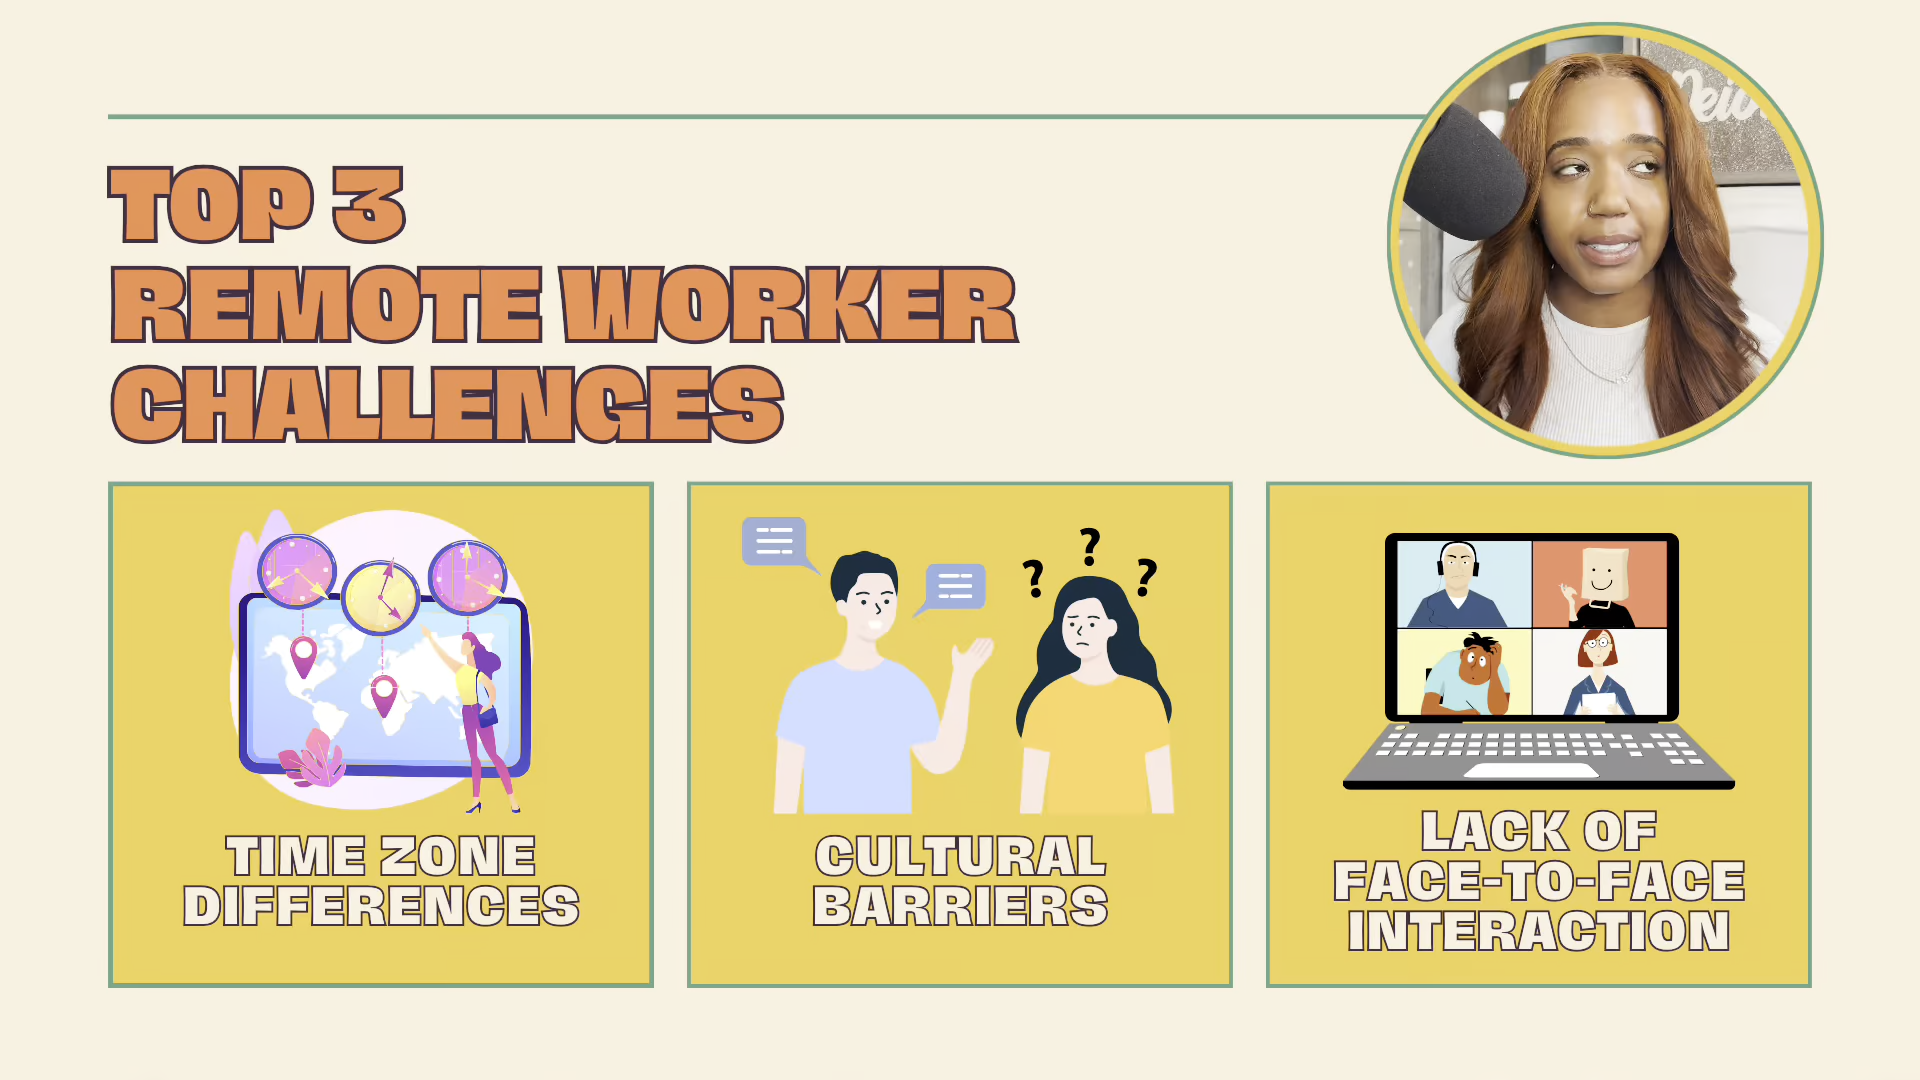 TOP 3
REMOTE WORKER
CHALLENGES
TIME ZONE
DIFFERENCES
CULTURAL
BARRIERS
? ? ?
LACK OF
FACE-TO-FACE
INTERACTION